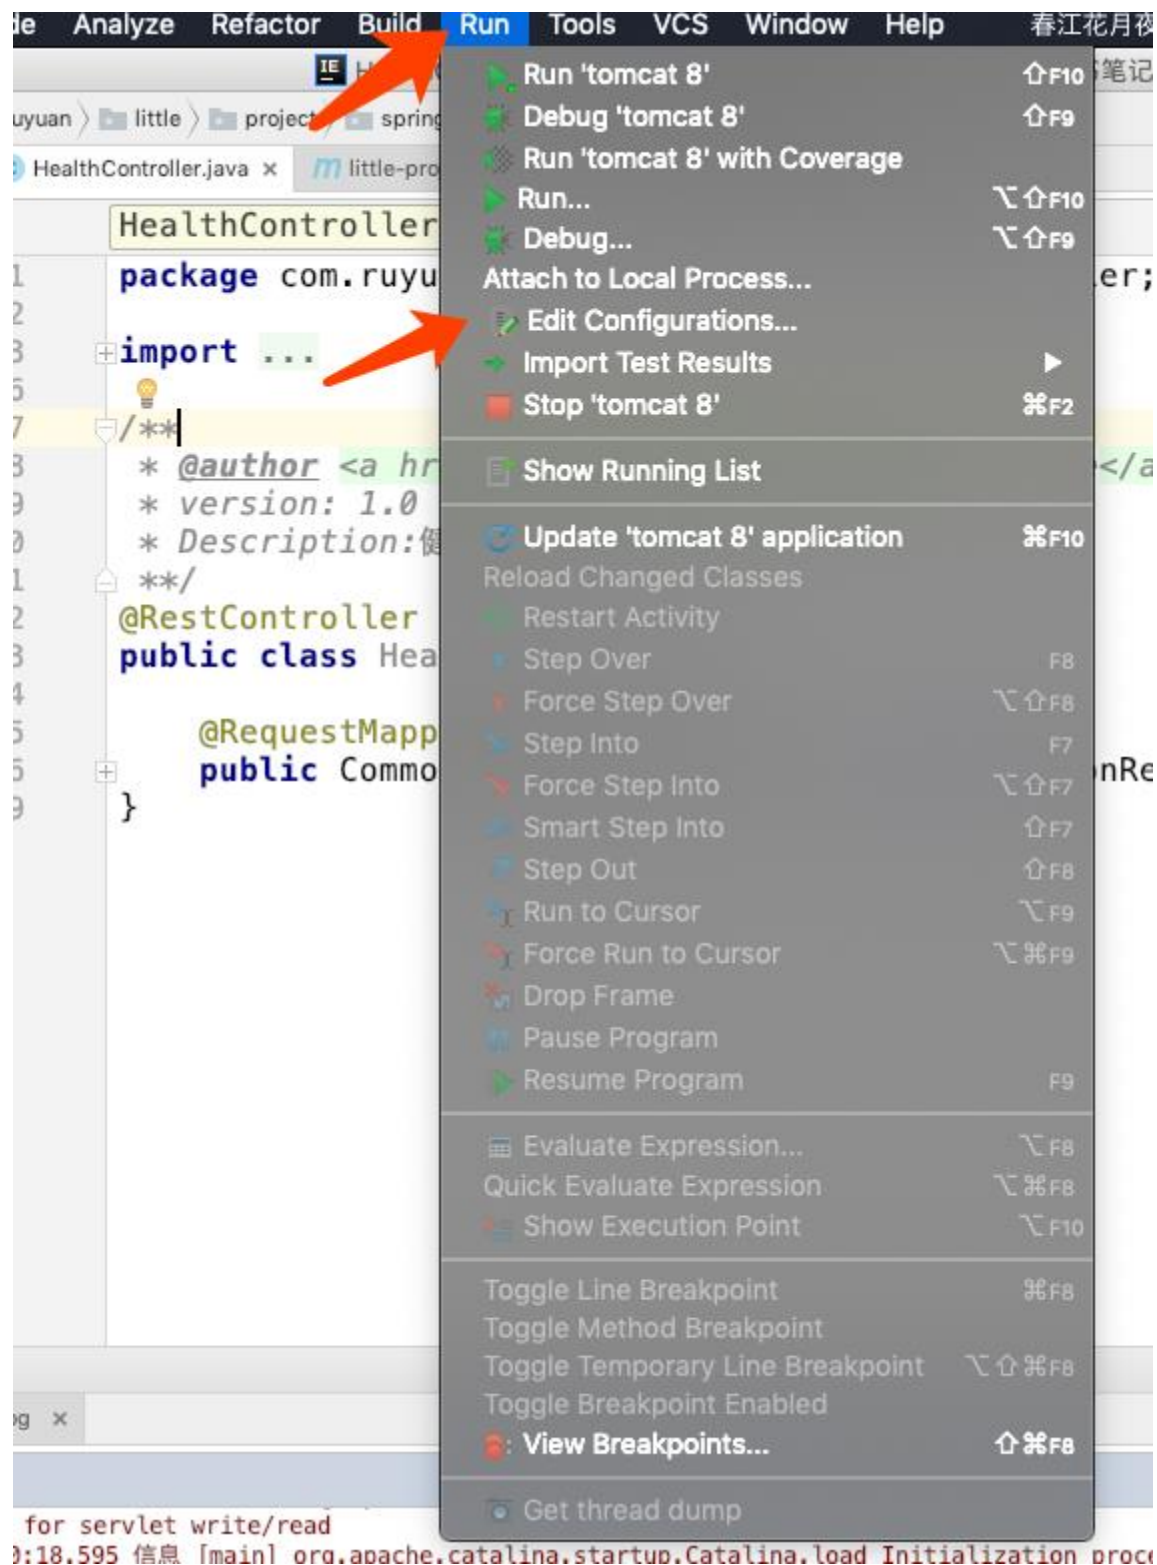 Analyze Refactor Build Run Tools VCS Window Help 春江花月夜
IE
little project spring
HealthController.java × m little-pro
HealthController
package com.ruyu er;
import ...
/**
* @author <a hr </a
* version: 1.0
* Description:健
**/
@RestController
public class Hea
@RequestMapp
public Commo onRe
}
Run 'tomcat 8' ⇧F10
Debug 'tomcat 8' ⇧F9
Run 'tomcat 8' with Coverage
Run... ⌥⇧F10
Debug... ⌥⇧F9
Attach to Local Process...
Edit Configurations...
Import Test Results ▶
Stop 'tomcat 8' ⌘F2
Show Running List
Update 'tomcat 8' application ⌘F10
Reload Changed Classes
Restart Activity
Step Over F8
Force Step Over ⌥⇧F8
Step Into F7
Force Step Into ⌥⇧F7
Smart Step Into ⇧F7
Step Out ⇧F8
Run to Cursor ⌥F9
Force Run to Cursor ⌥⌘F9
Drop Frame
Pause Program
Resume Program F9
Evaluate Expression... ⌥F8
Quick Evaluate Expression ⌥⌘F8
Show Execution Point ⌥F10
Toggle Line Breakpoint ⌘F8
Toggle Method Breakpoint
Toggle Temporary Line Breakpoint ⌥⇧⌘F8
Toggle Breakpoint Enabled
View Breakpoints... ⇧⌘F8
Get thread dump
for servlet write/read
:18.595 信息 [main] org.apache.catalina.startup.Catalina.load Initialization proce